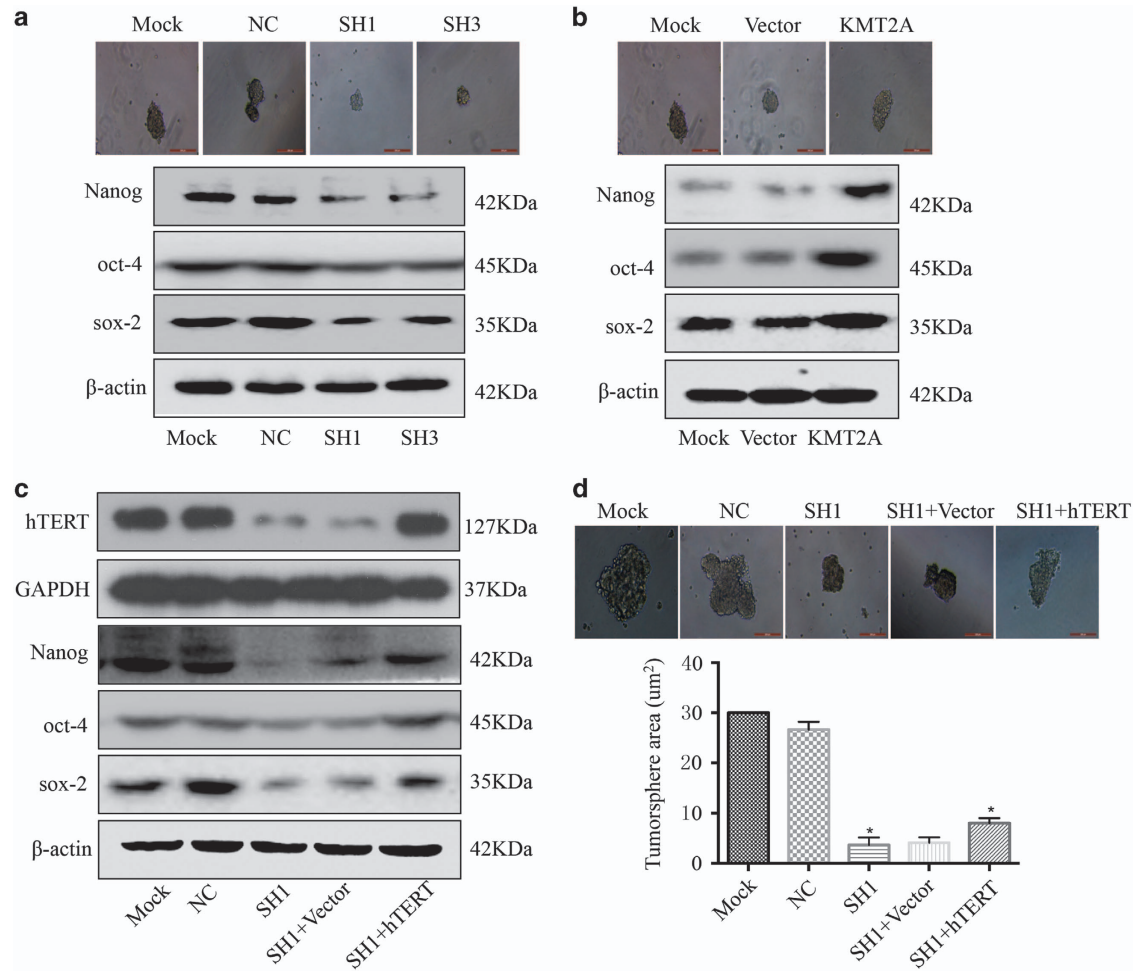 a
Mock NC SH1 SH3
Nanog 42KDa
oct-4 45KDa
sox-2 35KDa
β-actin 42KDa
Mock NC SH1 SH3
b
Mock Vector KMT2A
Nanog 42KDa
oct-4 45KDa
sox-2 35KDa
β-actin 42KDa
Mock Vector KMT2A
c
hTERT 127KDa
GAPDH 37KDa
Nanog 42KDa
oct-4 45KDa
sox-2 35KDa
β-actin 42KDa
Mock NC SH1 SH1+Vector SH1+hTERT
d
Mock NC SH1 SH1+Vector SH1+hTERT
Tumorsphere area (um²)
40
30
20
10
0
* *
Mock NC SH1 SH1+Vector SH1+hTERT